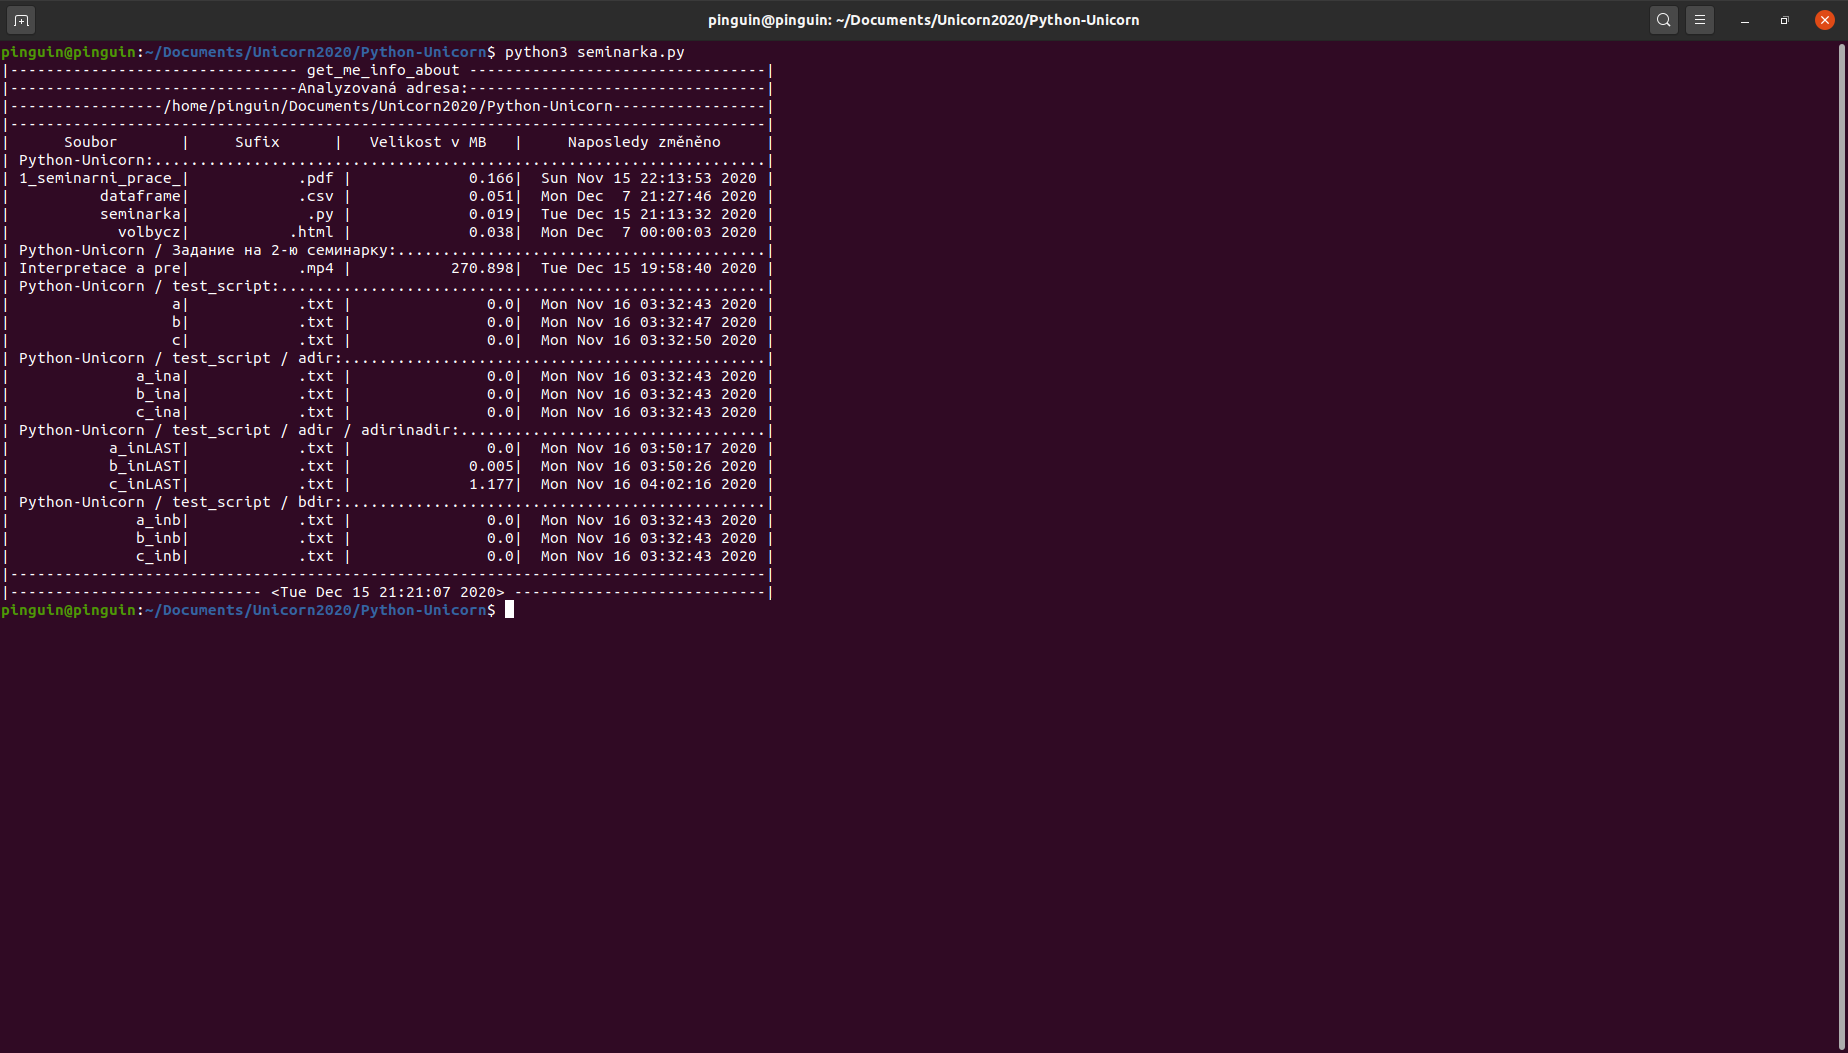 pinguin@pinguin: ~/Documents/Unicorn2020/Python-Unicorn
pinguin@pinguin:~/Documents/Unicorn2020/Python-Unicorn$ python3 seminarka.py
|-------------------------------- get_me_info_about ---------------------------------|
|--------------------------------Analyzovaná adresa:---------------------------------|
|-----------------/home/pinguin/Documents/Unicorn2020/Python-Unicorn-----------------|
|------------------------------------------------------------------------------------|
|      Soubor       |     Sufix      |   Velikost v MB   |     Naposledy změněno     |
| Python-Unicorn:....................................................................|
| 1_seminarni_prace_|            .pdf |             0.166|  Sun Nov 15 22:13:53 2020 |
|          dataframe|            .csv |             0.051|  Mon Dec  7 21:27:46 2020 |
|          seminarka|             .py |             0.019|  Tue Dec 15 21:13:32 2020 |
|            volbycz|           .html |             0.038|  Mon Dec  7 00:00:03 2020 |
| Python-Unicorn / Задание на 2-ю семинарку:.........................................|
| Interpretace a pre|            .mp4 |           270.898|  Tue Dec 15 19:58:40 2020 |
| Python-Unicorn / test_script:......................................................|
|                  a|            .txt |               0.0|  Mon Nov 16 03:32:43 2020 |
|                  b|            .txt |               0.0|  Mon Nov 16 03:32:47 2020 |
|                  c|            .txt |               0.0|  Mon Nov 16 03:32:50 2020 |
| Python-Unicorn / test_script / adir:...............................................|
|              a_ina|            .txt |               0.0|  Mon Nov 16 03:32:43 2020 |
|              b_ina|            .txt |               0.0|  Mon Nov 16 03:32:43 2020 |
|              c_ina|            .txt |               0.0|  Mon Nov 16 03:32:43 2020 |
| Python-Unicorn / test_script / adir / adirinadir:..................................|
|           a_inLAST|            .txt |               0.0|  Mon Nov 16 03:50:17 2020 |
|           b_inLAST|            .txt |             0.005|  Mon Nov 16 03:50:26 2020 |
|           c_inLAST|            .txt |             1.177|  Mon Nov 16 04:02:16 2020 |
| Python-Unicorn / test_script / bdir:...............................................|
|              a_inb|            .txt |               0.0|  Mon Nov 16 03:32:43 2020 |
|              b_inb|            .txt |               0.0|  Mon Nov 16 03:32:43 2020 |
|              c_inb|            .txt |               0.0|  Mon Nov 16 03:32:43 2020 |
|------------------------------------------------------------------------------------|
|---------------------------- <Tue Dec 15 21:21:07 2020> ----------------------------|
pinguin@pinguin:~/Documents/Unicorn2020/Python-Unicorn$